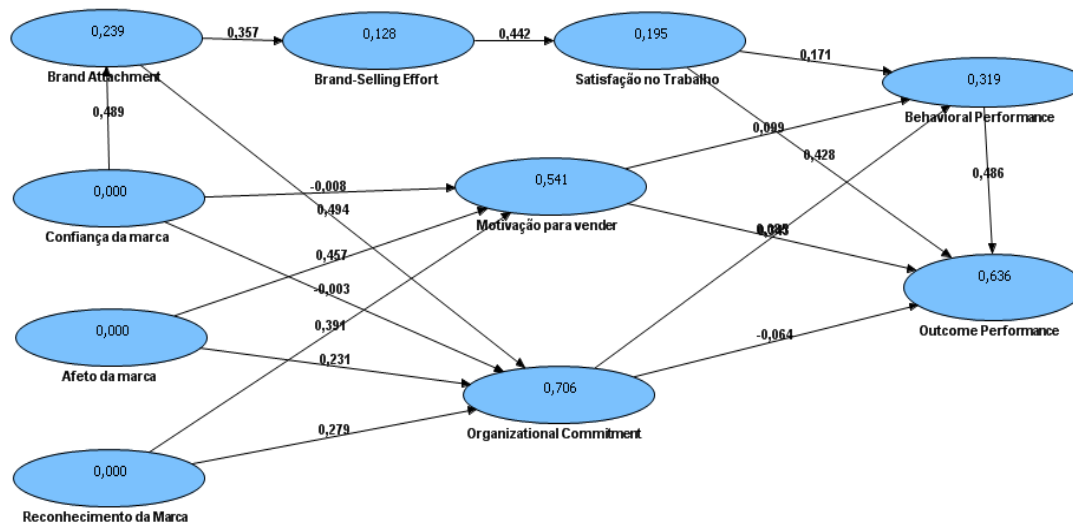 0,239
Brand Attachment
0,357
0,128
Brand-Selling Effort
0,442
0,195
Satisfação no Trabalho
0,171
0,319
Behavioral Performance
0,489
0,099
0,428
0,486
0,000
Confiança da marca
-0,008
0,494
0,541
Motivação para vender
0,457
-0,003
0,636
Outcome Performance
0,000
Afeto da marca
0,391
0,231
-0,064
0,706
Organizational Commitment
0,279
0,000
Reconhecimento da Marca